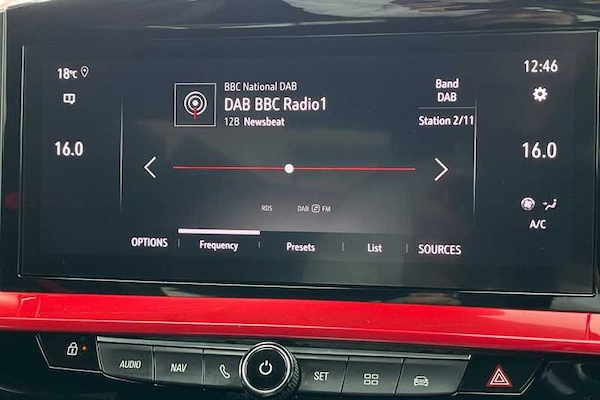 18°C
12:46
BBC National DAB
DAB BBC Radio1
12B Newsbeat
Band
DAB
Station 2/11
16.0
16.0
RDS
DAB FM
A/C
OPTIONS
Frequency
Presets
List
SOURCES
AUDIO
NAV
SET